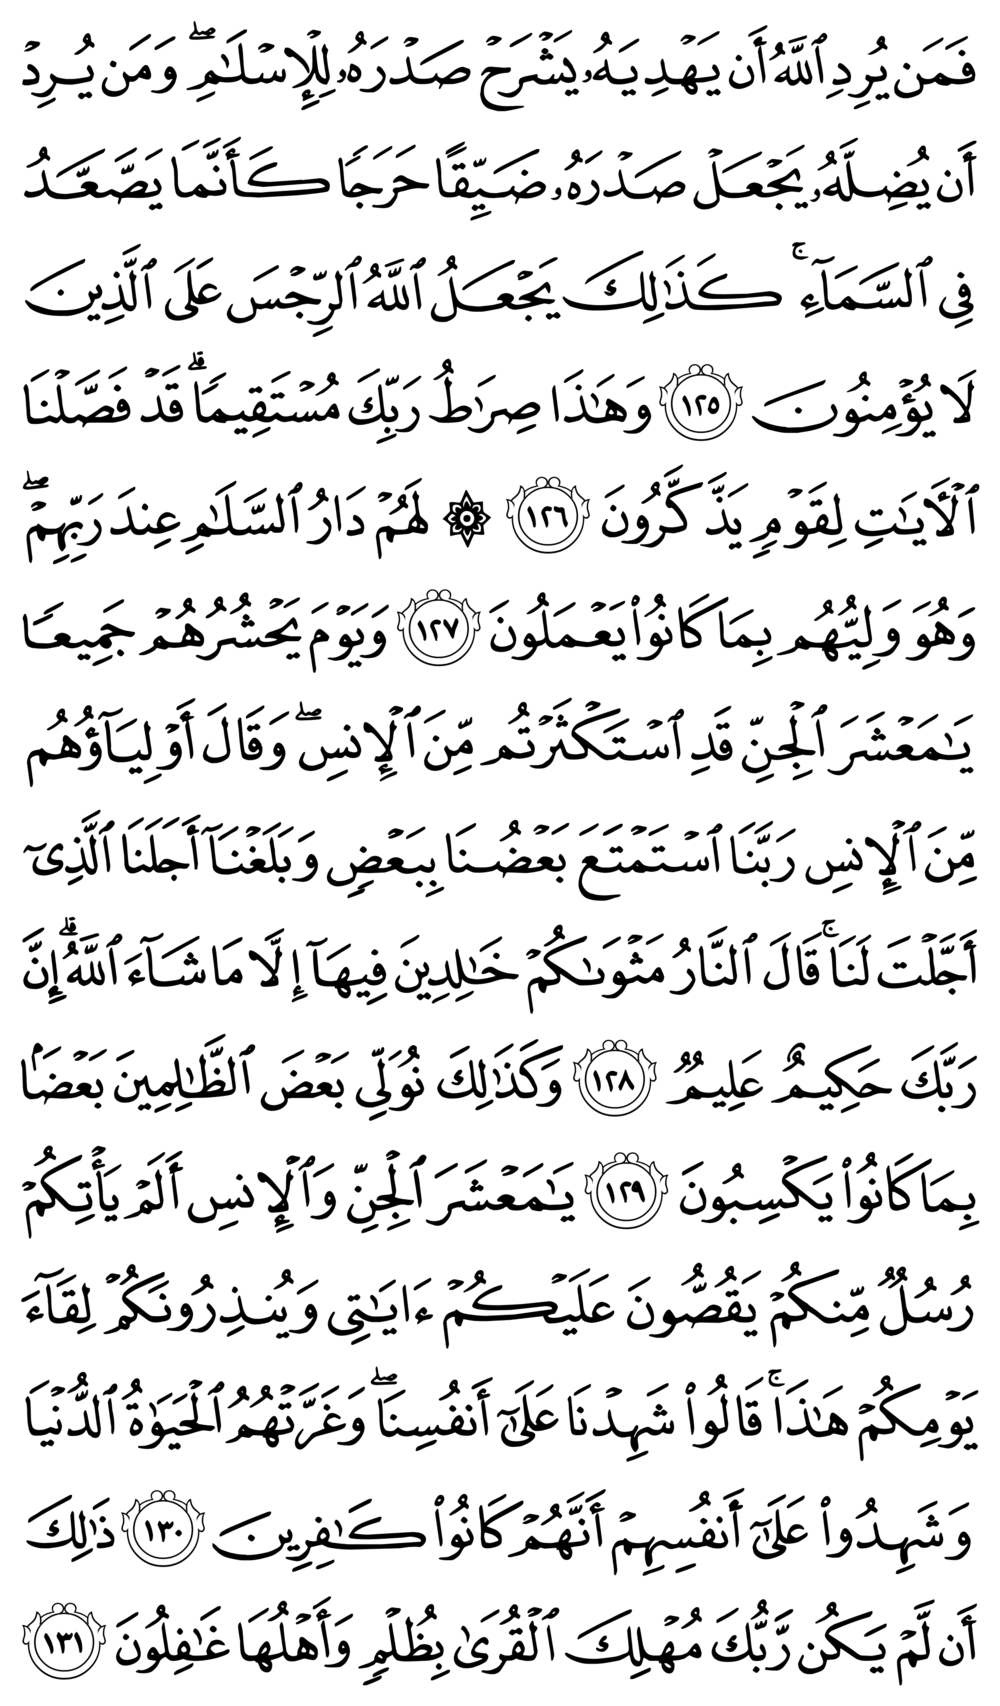 فَمَن يُرِدِ ٱللَّهُ أَن يَهْدِيَهُۥ يَشْرَحْ صَدْرَهُۥ لِلْإِسْلَٰمِ ۖ وَمَن يُرِدْ
أَن يُضِلَّهُۥ يَجْعَلْ صَدْرَهُۥ ضَيِّقًا حَرَجًا كَأَنَّمَا يَصَّعَّدُ
فِى ٱلسَّمَآءِ ۚ كَذَٰلِكَ يَجْعَلُ ٱللَّهُ ٱلرِّجْسَ عَلَى ٱلَّذِينَ
لَا يُؤْمِنُونَ ١٢٥ وَهَٰذَا صِرَٰطُ رَبِّكَ مُسْتَقِيمًا ۗ قَدْ فَصَّلْنَا
ٱلْـَٔايَٰتِ لِقَوْمٍ يَذَّكَّرُونَ ١٢٦ ۞ لَهُمْ دَارُ ٱلسَّلَٰمِ عِندَ رَبِّهِمْ ۖ
وَهُوَ وَلِيُّهُم بِمَا كَانُوا۟ يَعْمَلُونَ ١٢٧ وَيَوْمَ يَحْشُرُهُمْ جَمِيعًا
يَٰمَعْشَرَ ٱلْجِنِّ قَدِ ٱسْتَكْثَرْتُم مِّنَ ٱلْإِنسِ ۖ وَقَالَ أَوْلِيَآؤُهُم
مِّنَ ٱلْإِنسِ رَبَّنَا ٱسْتَمْتَعَ بَعْضُنَا بِبَعْضٍ وَبَلَغْنَآ أَجَلَنَا ٱلَّذِىٓ
أَجَّلْتَ لَنَا ۚ قَالَ ٱلنَّارُ مَثْوَىٰكُمْ خَٰلِدِينَ فِيهَآ إِلَّا مَا شَآءَ ٱللَّهُ ۗ إِنَّ
رَبَّكَ حَكِيمٌ عَلِيمٌ ١٢٨ وَكَذَٰلِكَ نُوَلِّى بَعْضَ ٱلظَّٰلِمِينَ بَعْضًۢا
بِمَا كَانُوا۟ يَكْسِبُونَ ١٢٩ يَٰمَعْشَرَ ٱلْجِنِّ وَٱلْإِنسِ أَلَمْ يَأْتِكُمْ
رُسُلٌ مِّنكُمْ يَقُصُّونَ عَلَيْكُمْ ءَايَٰتِى وَيُنذِرُونَكُمْ لِقَآءَ
يَوْمِكُمْ هَٰذَا ۚ قَالُوا۟ شَهِدْنَا عَلَىٰٓ أَنفُسِنَا ۖ وَغَرَّتْهُمُ ٱلْحَيَوٰةُ ٱلدُّنْيَا
وَشَهِدُوا۟ عَلَىٰٓ أَنفُسِهِمْ أَنَّهُمْ كَانُوا۟ كَٰفِرِينَ ١٣٠ ذَٰلِكَ
أَن لَّمْ يَكُن رَّبُّكَ مُهْلِكَ ٱلْقُرَىٰ بِظُلْمٍ وَأَهْلُهَا غَٰفِلُونَ ١٣١